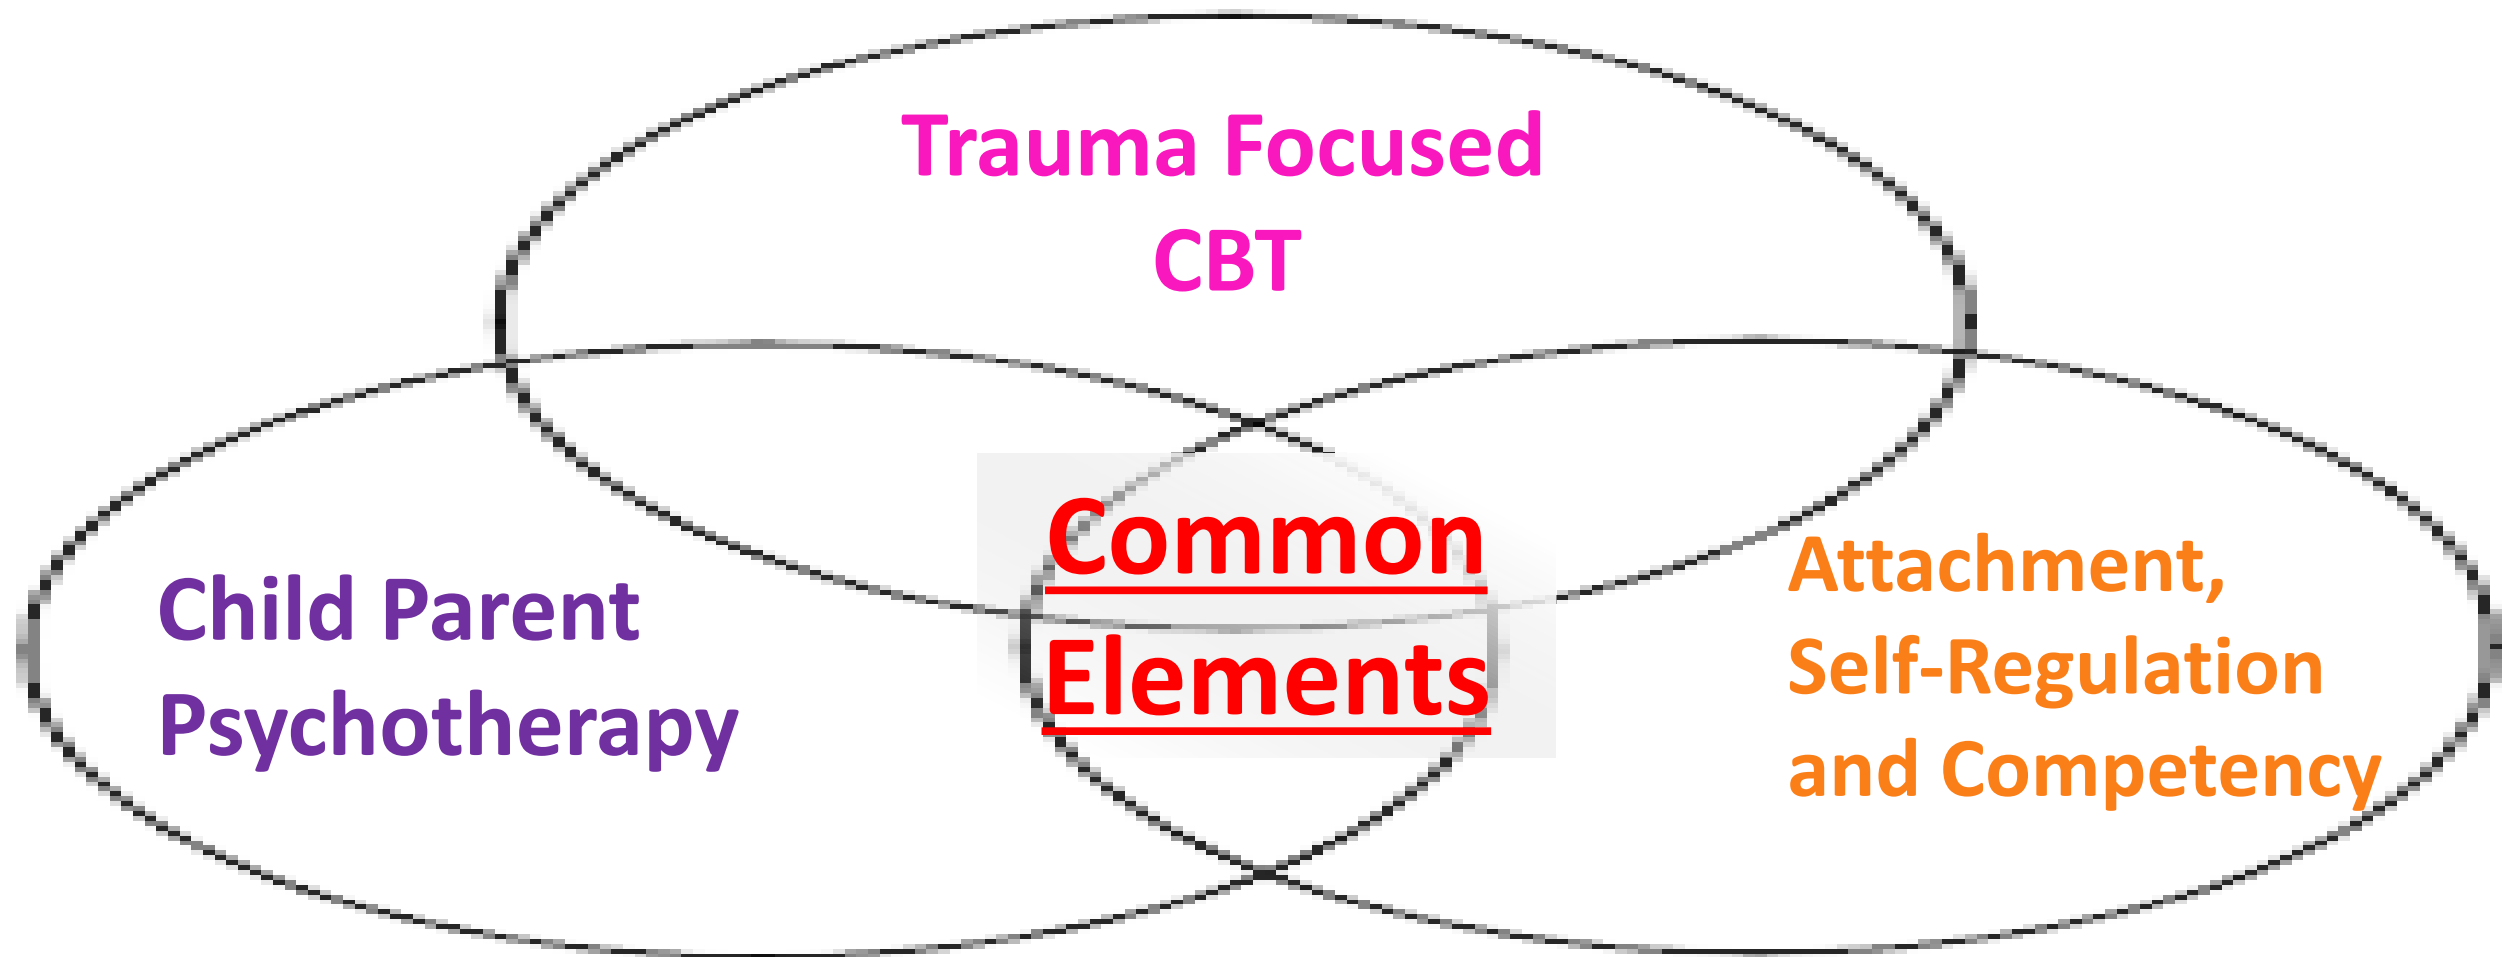 Trauma Focused
CBT
Child Parent
Psychotherapy
Common
Elements
Attachment,
Self-Regulation
and Competency